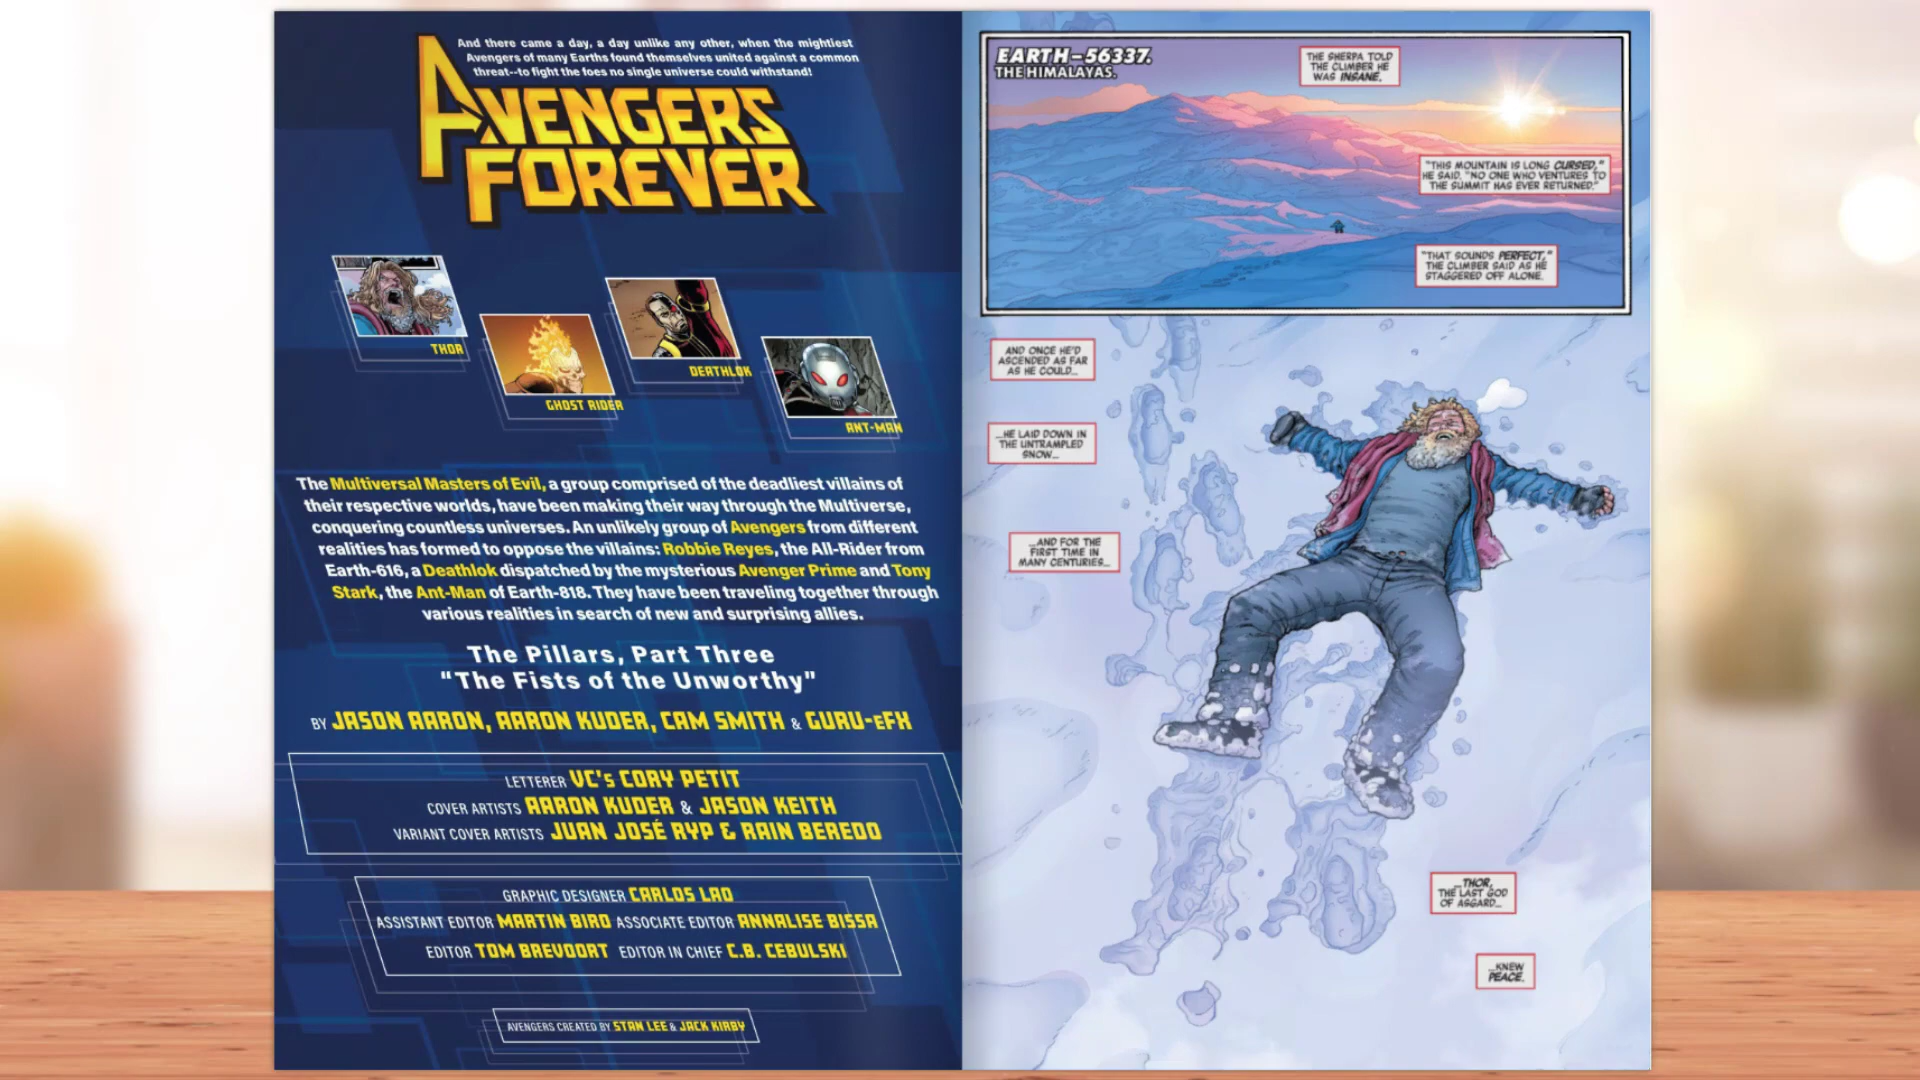 And there came a day, a day unlike any other, when the mightiest
Avengers of many Earths found themselves united against a common
threat--to fight the foes no single universe could withstand!
AVENGERS
FOREVER
THOR
GHOST RIDER
DEATHLOK
ANT-MAN
The Multiversal Masters of Evil, a group comprised of the deadliest villains of
their respective worlds, have been making their way through the Multiverse,
conquering countless universes. An unlikely group of Avengers from different
realities has formed to oppose the villains: Robbie Reyes, the All-Rider from
Earth-616, a Deathlok dispatched by the mysterious Avenger Prime and Tony
Stark, the Ant-Man of Earth-818. They have been traveling together through
various realities in search of new and surprising allies.
The Pillars, Part Three
"The Fists of the Unworthy"
BY JASON AARON, AARON KUDER, CAM SMITH & GURU-eFX
LETTERER VC's CORY PETIT
COVER ARTISTS AARON KUDER & JASON KEITH
VARIANT COVER ARTISTS JUAN JOSÉ RYP & RAIN BEREDO
GRAPHIC DESIGNER CARLOS LAO
ASSISTANT EDITOR MARTIN BIRO ASSOCIATE EDITOR ANNALISE BISSA
EDITOR TOM BREVOORT EDITOR IN CHIEF C.B. CEBULSKI
AVENGERS CREATED BY STAN LEE & JACK KIRBY
EARTH-56337.
THE HIMALAYAS.
THE SHERPA TOLD
THE CLIMBER HE
WAS INSANE.
"THIS MOUNTAIN IS LONG CURSED,"
HE SAID. "NO ONE WHO VENTURES TO
THE SUMMIT HAS EVER RETURNED."
"THAT SOUNDS PERFECT,"
THE CLIMBER SAID AS HE
STAGGERED OFF ALONE.
AND ONCE HE'D
ASCENDED AS FAR
AS HE COULD...
...HE LAID DOWN IN
THE UNTRAMPLED
SNOW...
...AND FOR THE
FIRST TIME IN
MANY CENTURIES...
...THOR,
THE LAST GOD
OF ASGARD...
...KNEW
PEACE.